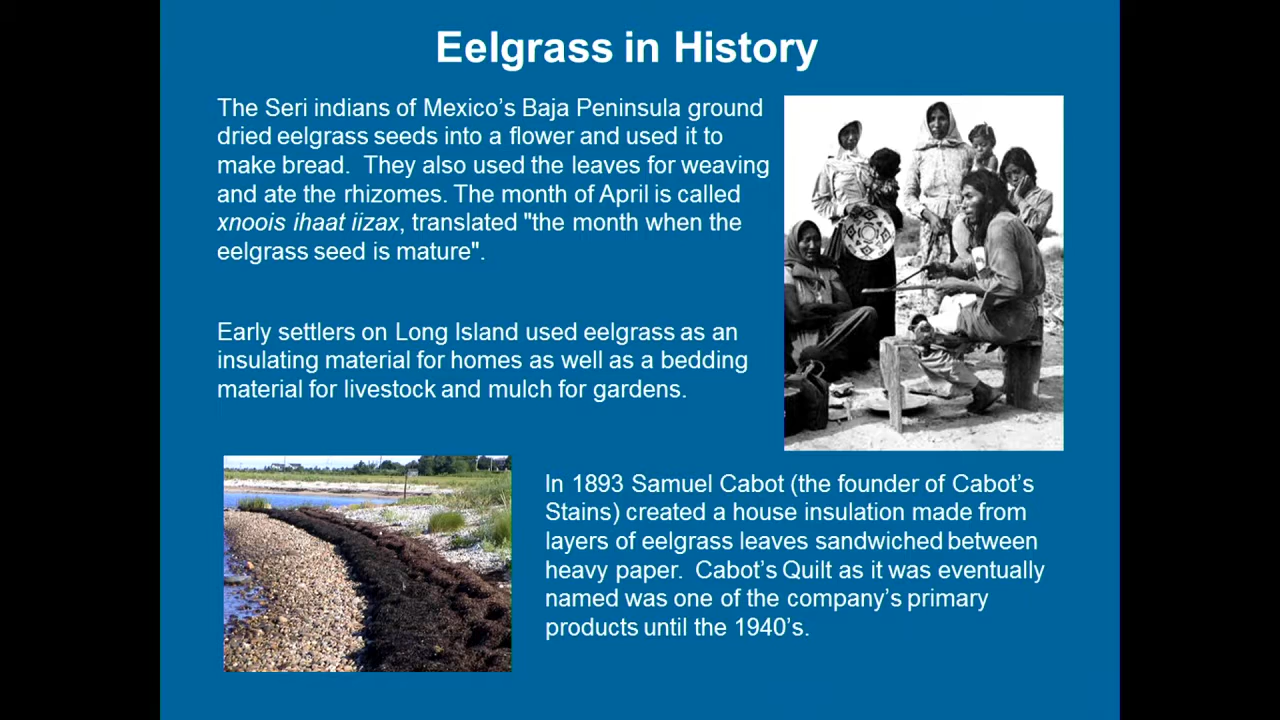 Eelgrass in History
The Seri indians of Mexico’s Baja Peninsula ground
dried eelgrass seeds into a flower and used it to
make bread.  They also used the leaves for weaving
and ate the rhizomes. The month of April is called
xnoois ihaat iizax, translated "the month when the
eelgrass seed is mature".
Early settlers on Long Island used eelgrass as an
insulating material for homes as well as a bedding
material for livestock and mulch for gardens.
In 1893 Samuel Cabot (the founder of Cabot’s
Stains) created a house insulation made from
layers of eelgrass leaves sandwiched between
heavy paper.  Cabot’s Quilt as it was eventually
named was one of the company’s primary
products until the 1940’s.